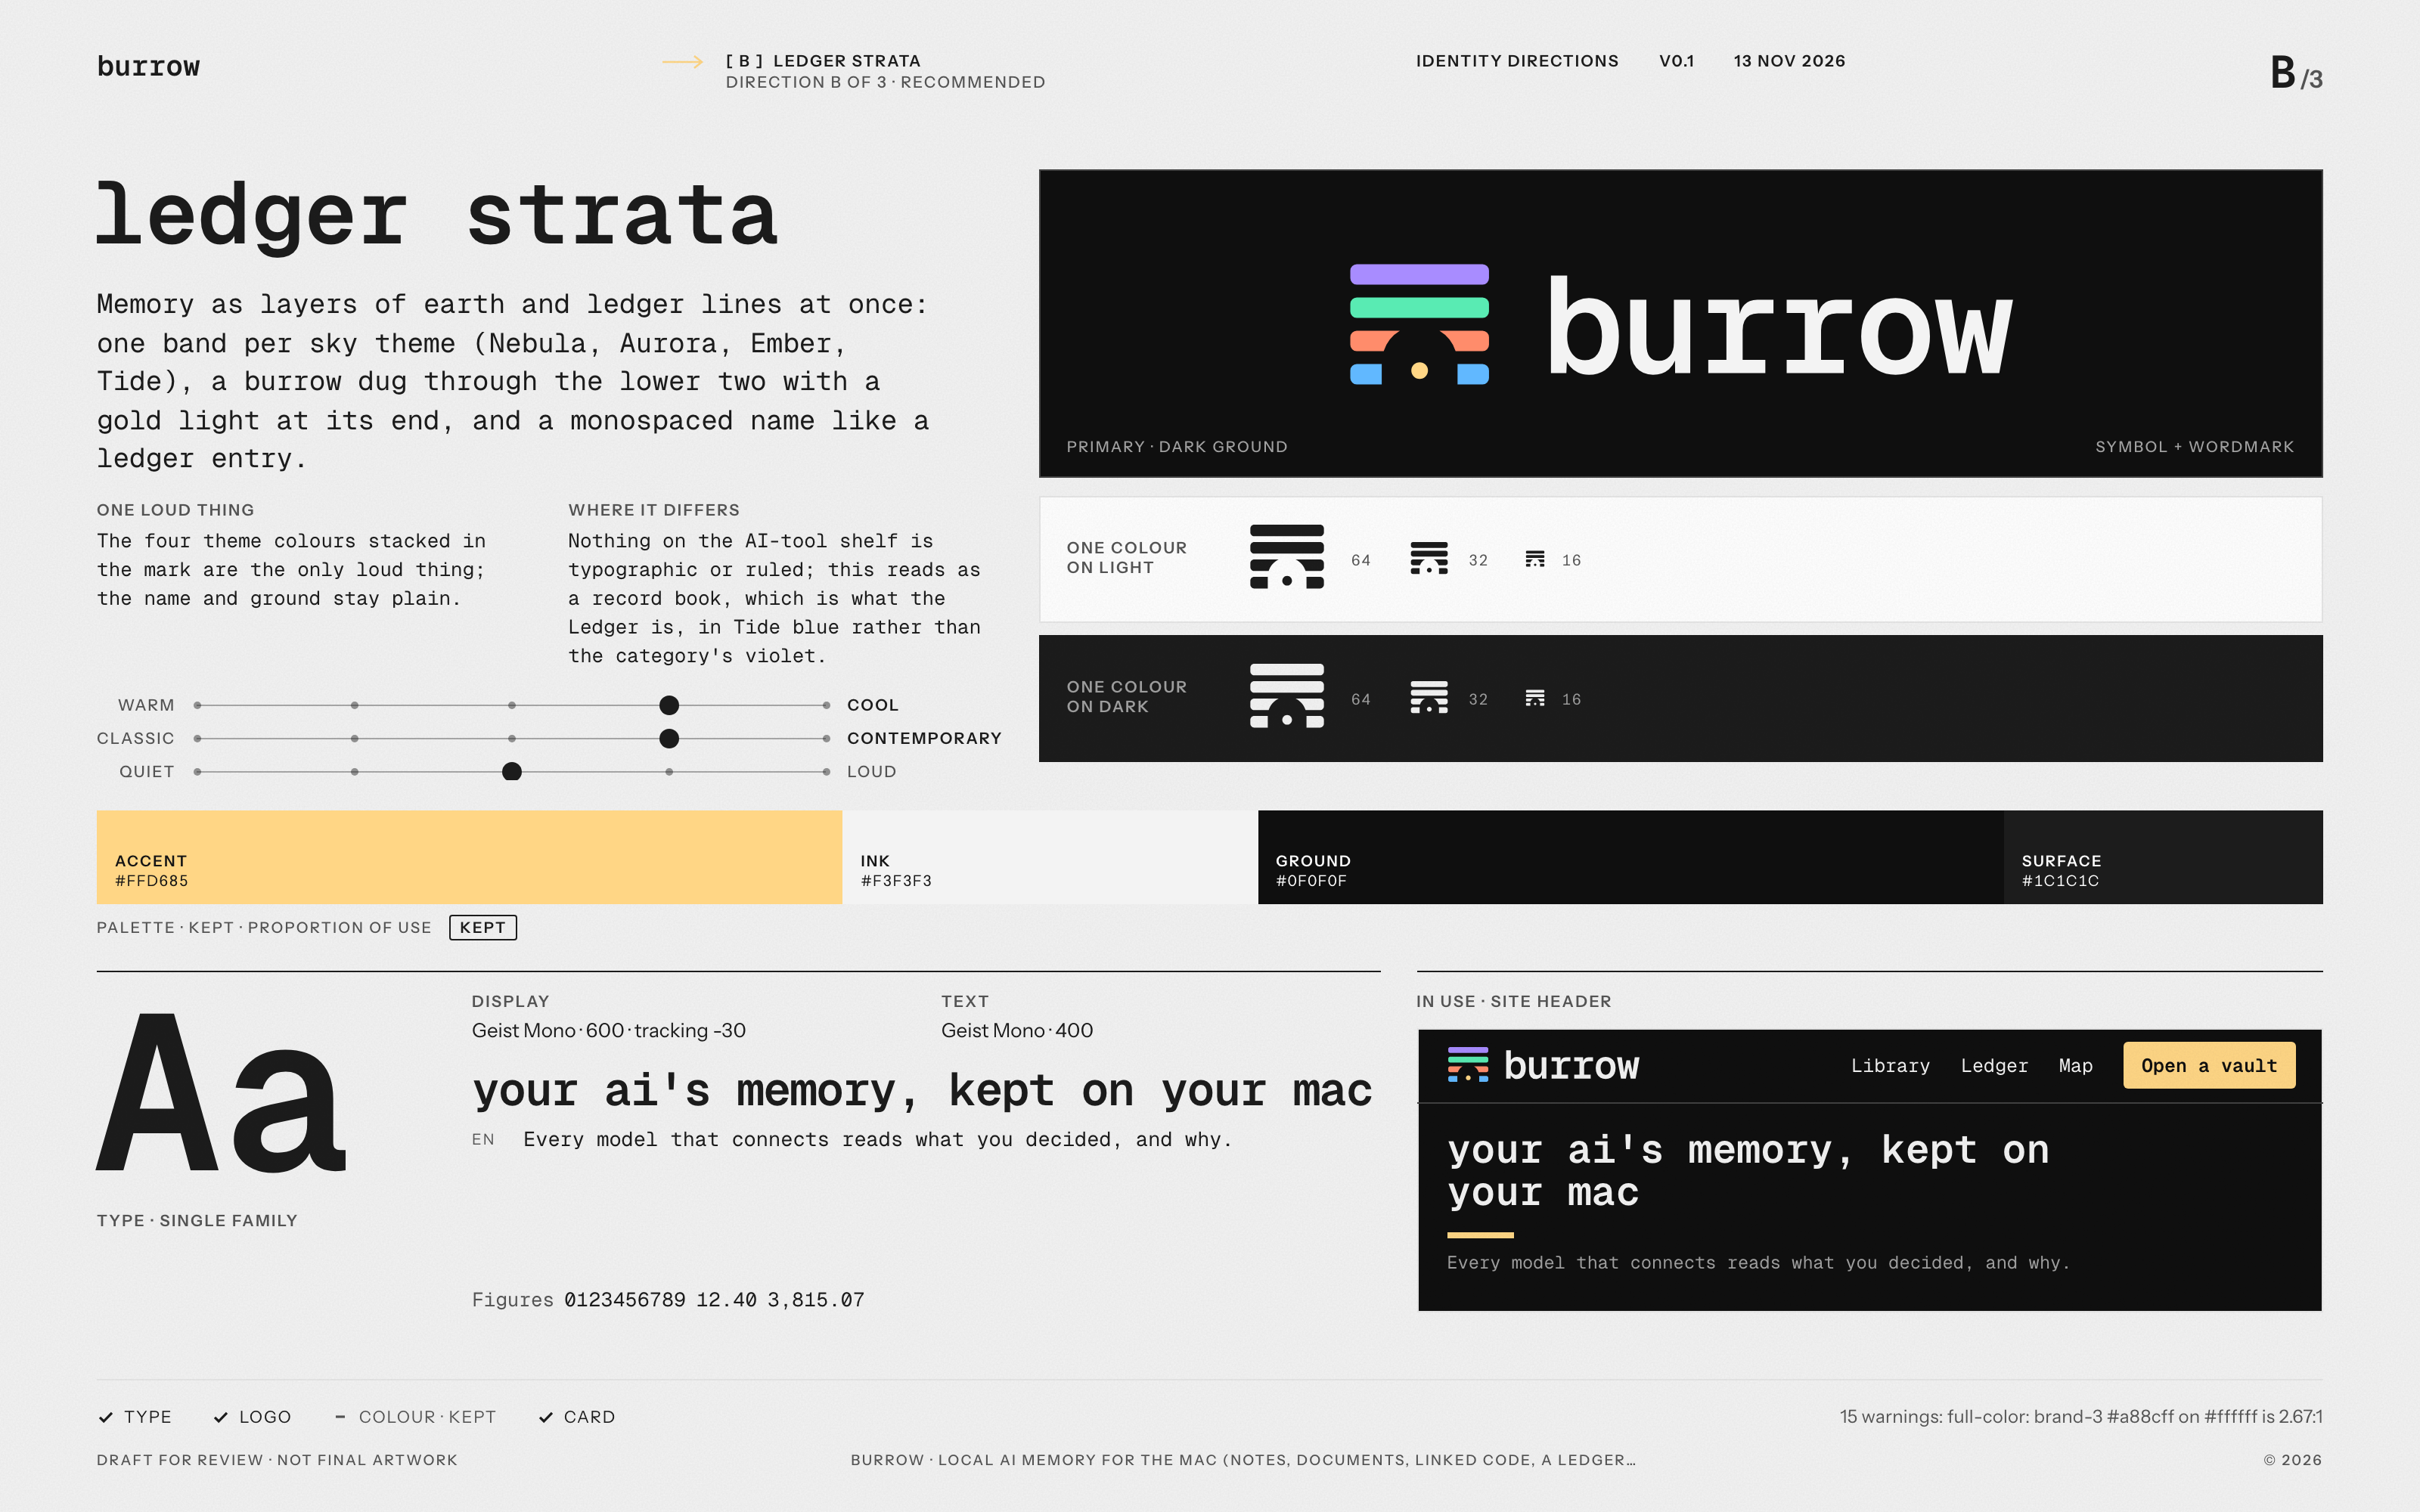 burrow
[ B ] LEDGER STRATA
DIRECTION B OF 3 · RECOMMENDED
IDENTITY DIRECTIONS V0.1 13 NOV 2026
B/3
ledger strata
Memory as layers of earth and ledger lines at once:
one band per sky theme (Nebula, Aurora, Ember,
Tide), a burrow dug through the lower two with a
gold light at its end, and a monospaced name like a
ledger entry.
ONE LOUD THING
The four theme colours stacked in
the mark are the only loud thing;
the name and ground stay plain.
WHERE IT DIFFERS
Nothing on the AI-tool shelf is
typographic or ruled; this reads as
a record book, which is what the
Ledger is, in Tide blue rather than
the category's violet.
WARM COOL
CLASSIC CONTEMPORARY
QUIET LOUD
burrow
PRIMARY · DARK GROUND
SYMBOL + WORDMARK
ONE COLOUR
ON LIGHT
64 32 16
ONE COLOUR
ON DARK
64 32 16
ACCENT
#FFD685
INK
#F3F3F3
GROUND
#0F0F0F
SURFACE
#1C1C1C
PALETTE · KEPT · PROPORTION OF USE KEPT
Aa
TYPE · SINGLE FAMILY
DISPLAY
Geist Mono · 600 · tracking -30
TEXT
Geist Mono · 400
your ai's memory, kept on your mac
EN Every model that connects reads what you decided, and why.
Figures 0123456789 12.40 3,815.07
IN USE · SITE HEADER
burrow Library Ledger Map Open a vault
your ai's memory, kept on
your mac
Every model that connects reads what you decided, and why.
TYPE LOGO COLOUR · KEPT CARD
15 warnings: full-color: brand-3 #a88cff on #ffffff is 2.67:1
DRAFT FOR REVIEW · NOT FINAL ARTWORK
BURROW · LOCAL AI MEMORY FOR THE MAC (NOTES, DOCUMENTS, LINKED CODE, A LEDGER…
© 2026